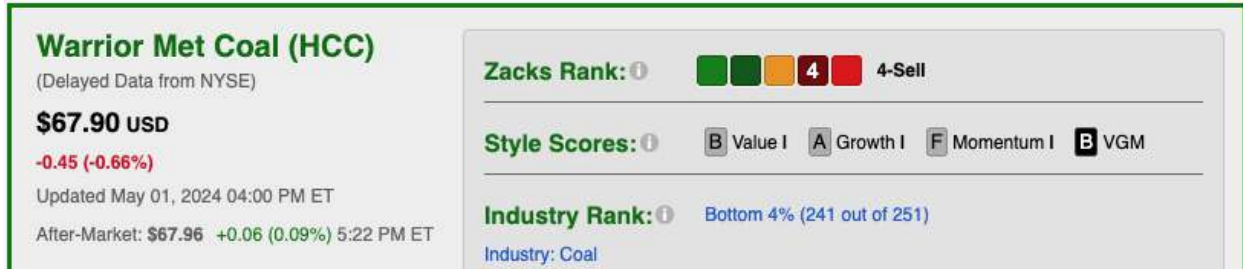 Warrior Met Coal (HCC)
(Delayed Data from NYSE)
$67.90 USD
-0.45 (-0.66%)
Updated May 01, 2024 04:00 PM ET
After-Market: $67.96 +0.06 (0.09%) 5:22 PM ET
Zacks Rank: i 4 4-Sell
Style Scores: i B Value I A Growth I F Momentum I B VGM
Industry Rank: i Bottom 4% (241 out of 251)
Industry: Coal